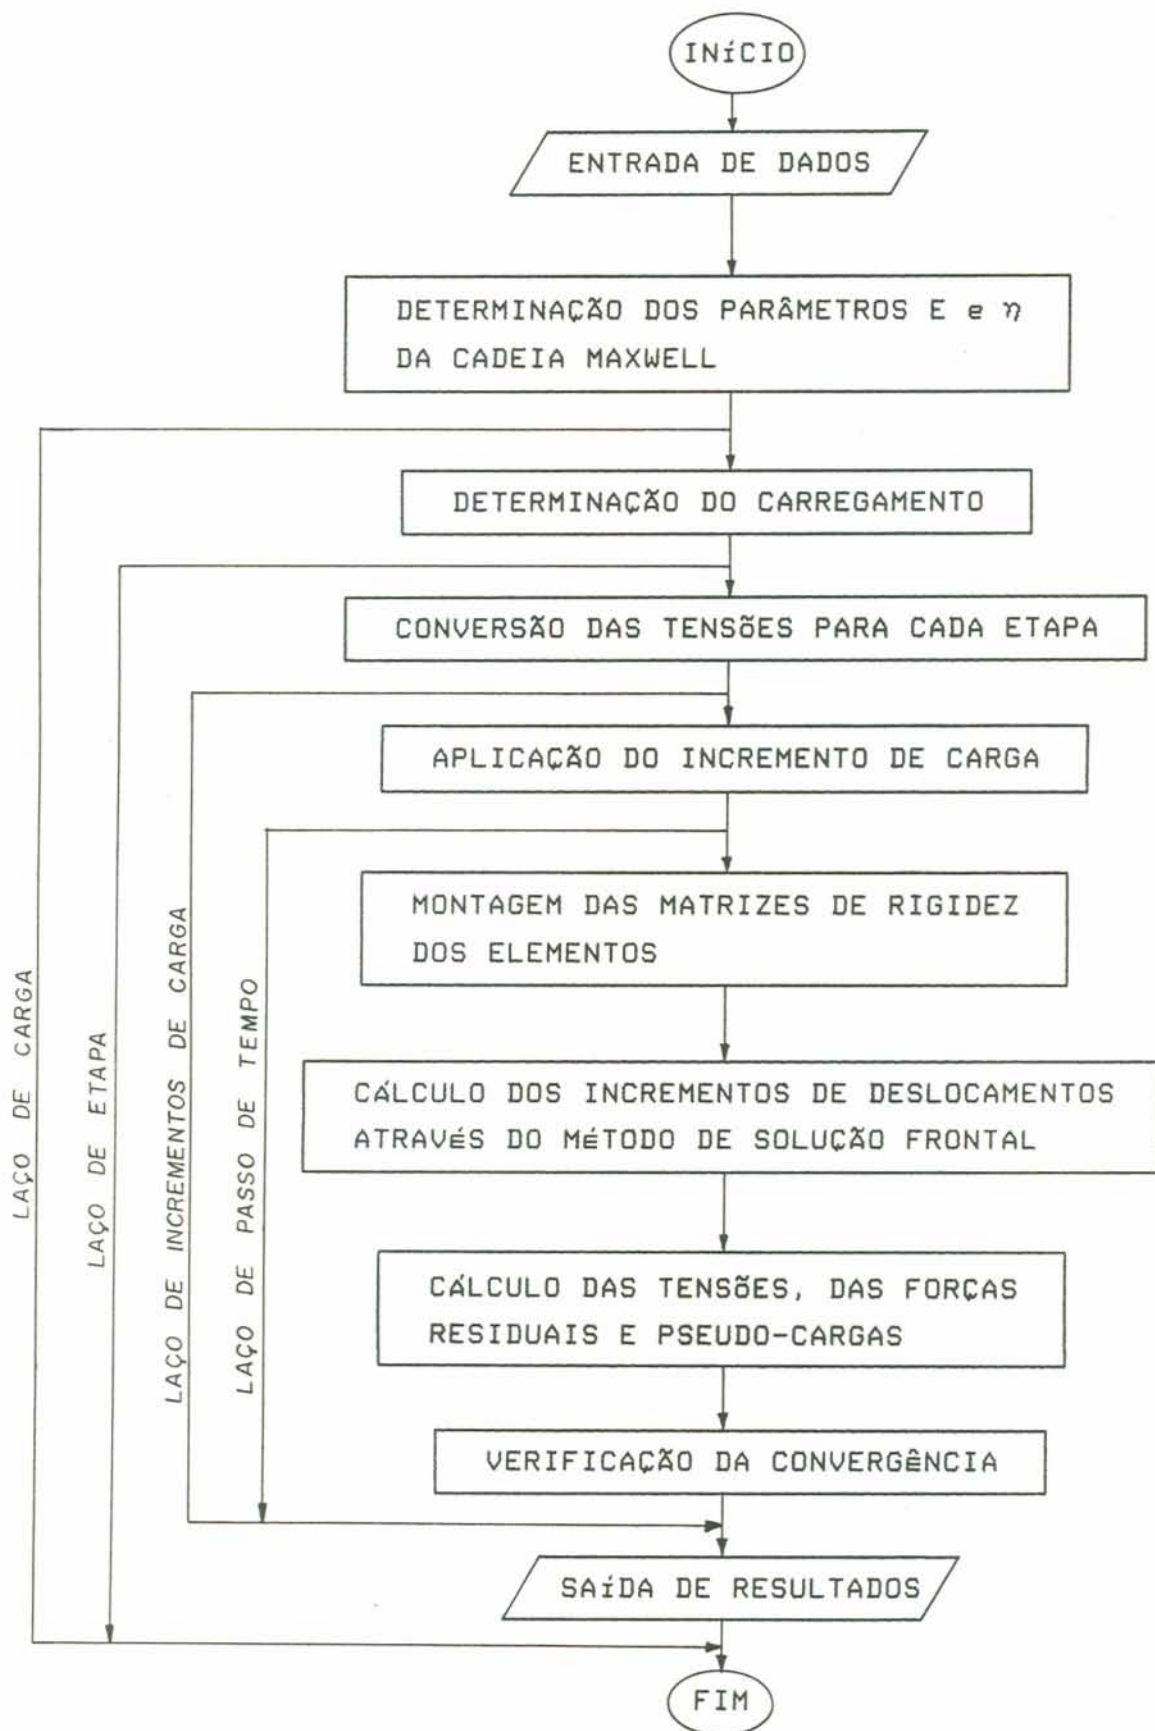 INíCIO
ENTRADA DE DADOS
DETERMINAÇÃO DOS PARÂMETROS E e η
DA CADEIA MAXWELL
DETERMINAÇÃO DO CARREGAMENTO
CONVERSÃO DAS TENSõES PARA CADA ETAPA
APLICAÇÃO DO INCREMENTO DE CARGA
MONTAGEM DAS MATRIZES DE RIGIDEZ
DOS ELEMENTOS
CÁLCULO DOS INCREMENTOS DE DESLOCAMENTOS
ATRAVéS DO MéTODO DE SOLUÇÃO FRONTAL
CÁLCULO DAS TENSõES, DAS FORÇAS
RESIDUAIS E PSEUDO-CARGAS
VERIFICAÇÃO DA CONVERGÊNCIA
SAíDA DE RESULTADOS
FIM
LAÇO DE CARGA
LAÇO DE ETAPA
LAÇO DE INCREMENTOS DE CARGA
LAÇO DE PASSO DE TEMPO